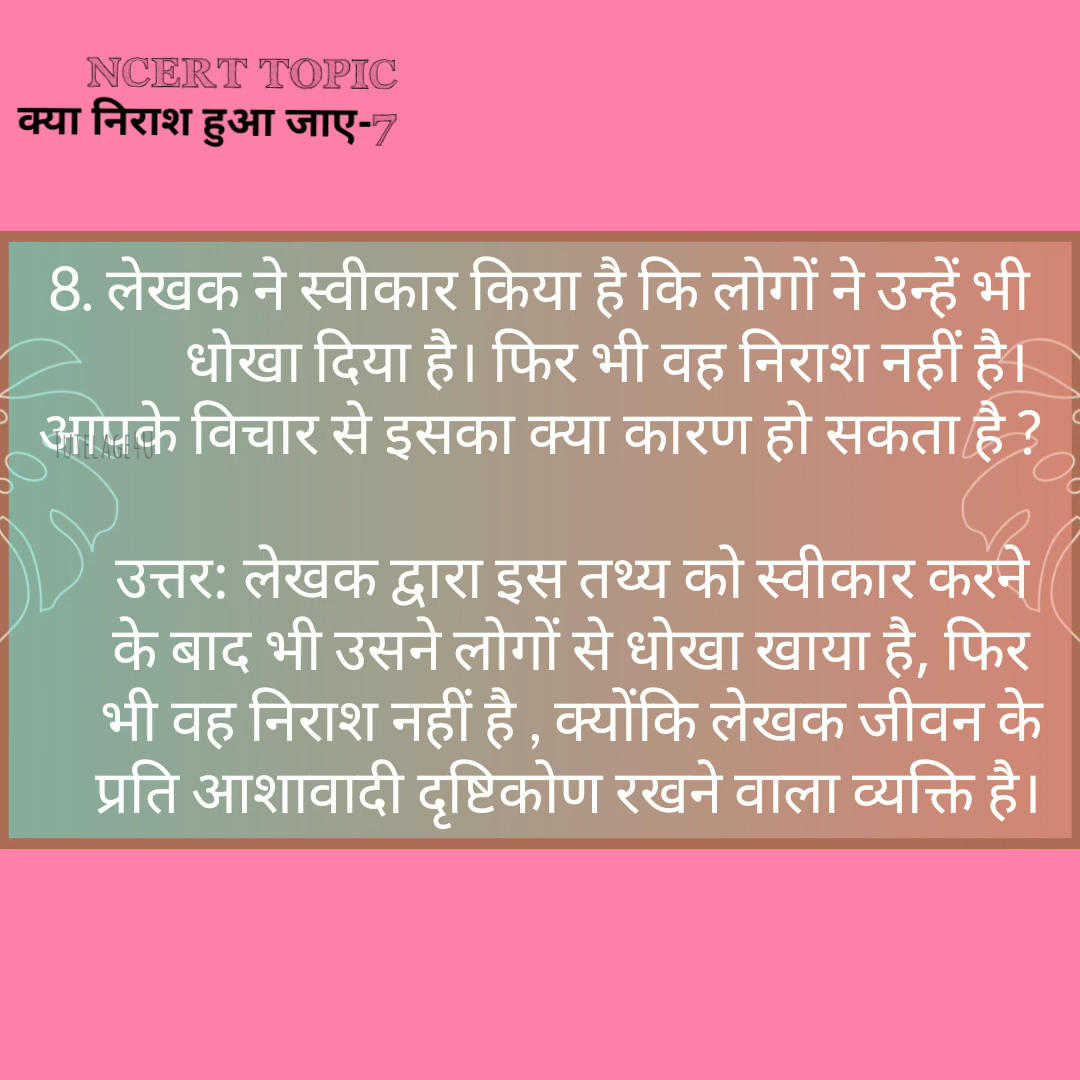 NCERT TOPIC
क्या निराश हुआ जाए-7
8. लेखक ने स्वीकार किया है कि लोगों ने उन्हें भी
धोखा दिया है। फिर भी वह निराश नहीं है।
आपके विचार से इसका क्या कारण हो सकता है ?
TUTELAGE4U
उत्तर: लेखक द्वारा इस तथ्य को स्वीकार करने
के बाद भी उसने लोगों से धोखा खाया है, फिर
भी वह निराश नहीं है , क्योंकि लेखक जीवन के
प्रति आशावादी दृष्टिकोण रखने वाला व्यक्ति है।